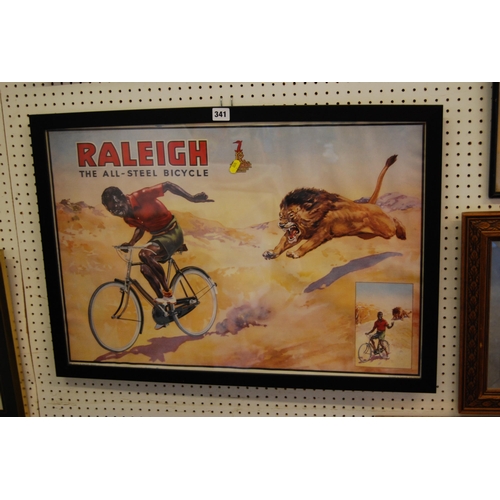 341
RALEIGH
THE ALL-STEEL BICYCLE